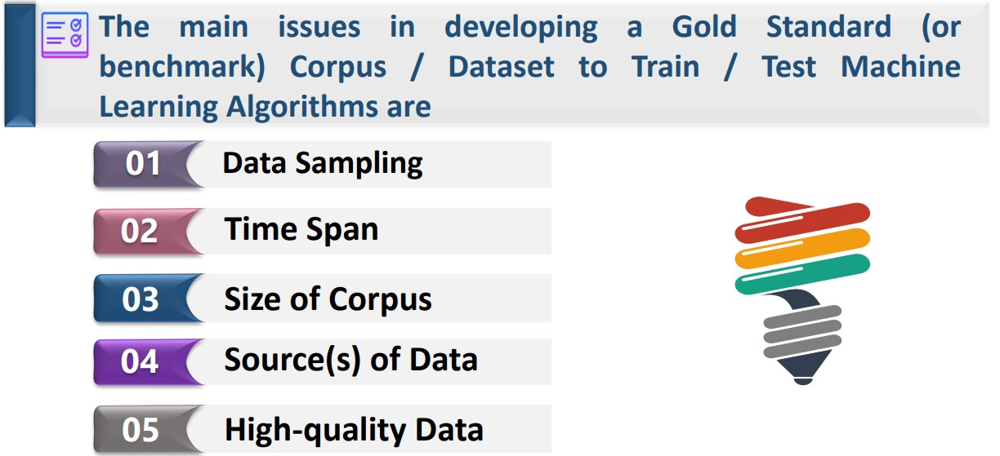 The main issues in developing a Gold Standard (or
benchmark) Corpus / Dataset to Train / Test Machine
Learning Algorithms are
01 Data Sampling
02 Time Span
03 Size of Corpus
04 Source(s) of Data
05 High-quality Data